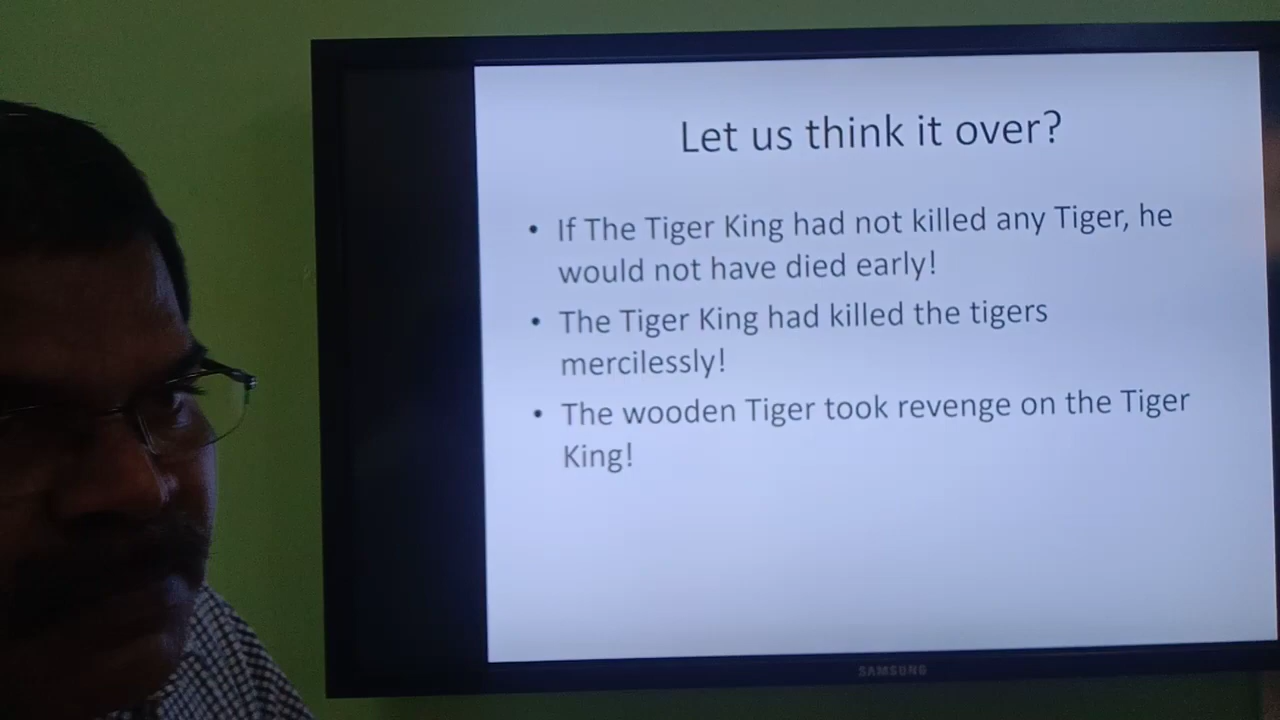 Let us think it over?
• If The Tiger King had not killed any Tiger, he
would not have died early!
• The Tiger King had killed the tigers
mercilessly!
• The wooden Tiger took revenge on the Tiger
King!
SAMSUNG